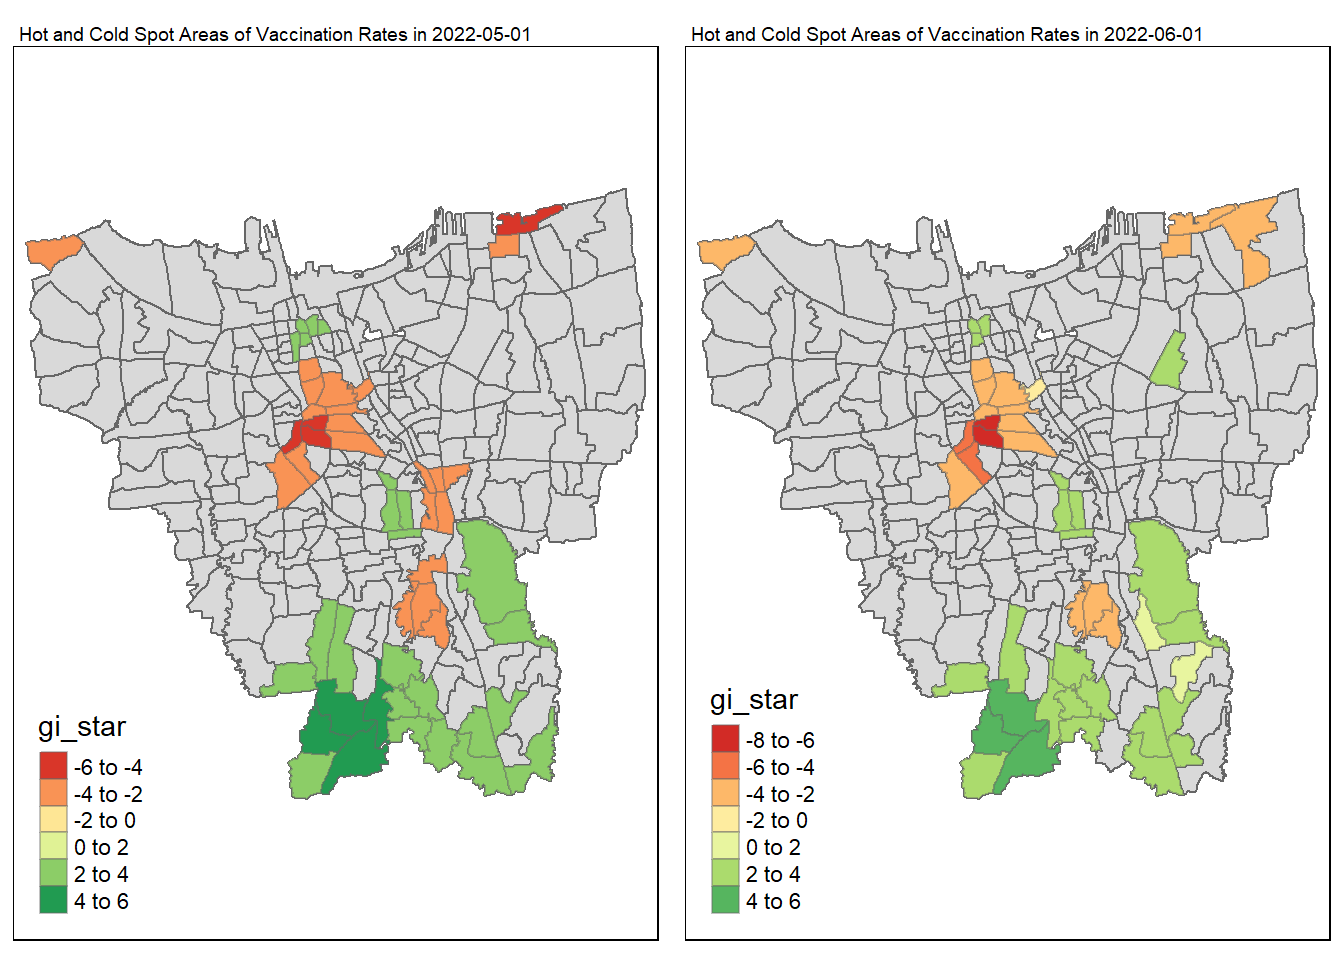 Hot and Cold Spot Areas of Vaccination Rates in 2022-05-01
gi_star
-6 to -4
-4 to -2
-2 to 0
0 to 2
2 to 4
4 to 6
Hot and Cold Spot Areas of Vaccination Rates in 2022-06-01
gi_star
-8 to -6
-6 to -4
-4 to -2
-2 to 0
0 to 2
2 to 4
4 to 6